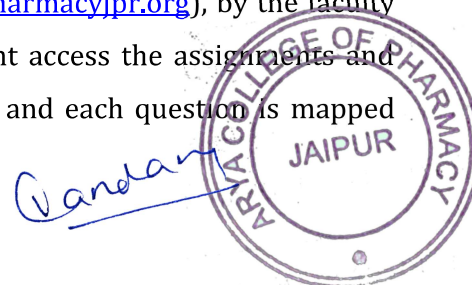 harmacyjpr.org), by the faculty
nt access the assignments and
and each question is mapped
Vandany
ARYA COLLEGE OF PHARMACY
JAIPUR